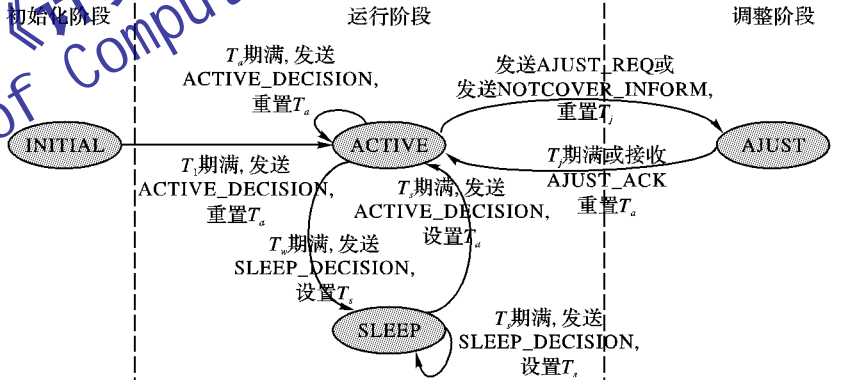 初始化阶段
运行阶段
调整阶段
of Comput
Ta期满, 发送
ACTIVE_DECISION,
重置Ta
发送AJUST_REQ或
发送NOTCOVER_INFORM,
重置Tj
INITIAL
ACTIVE
AJUST
T1期满, 发送
ACTIVE_DECISION,
重置Ta
Tj期满或接收
AJUST_ACK
重置Ta
Ts期满, 发送
ACTIVE_DECISION,
设置Ta
Tw期满, 发送
SLEEP_DECISION,
设置Ts
SLEEP
Ts期满, 发送
SLEEP_DECISION,
设置Ts